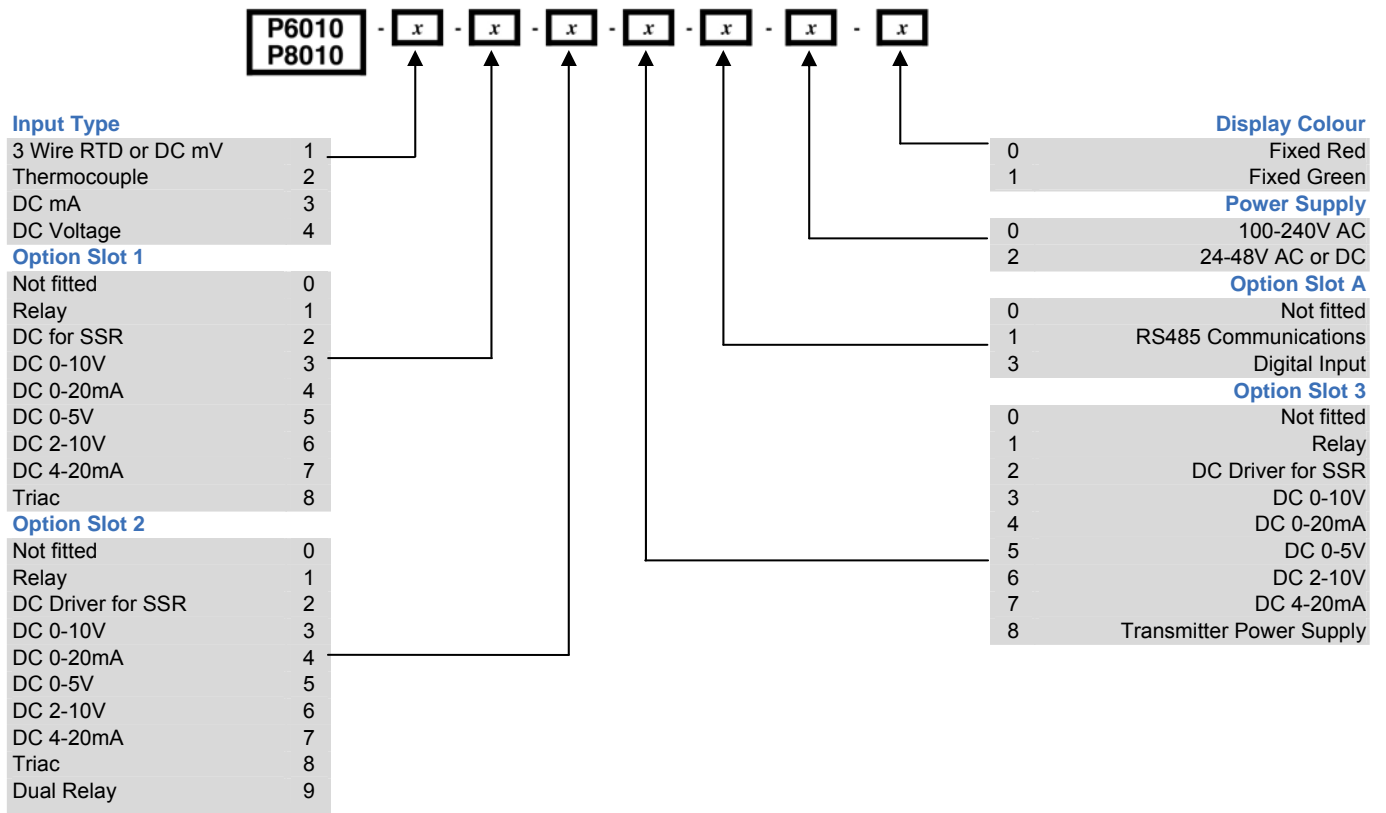 P6010
P8010
- x - x - x - x - x - x - x
Input Type
3 Wire RTD or DC mV 1
Thermocouple 2
DC mA 3
DC Voltage 4
Option Slot 1
Not fitted 0
Relay 1
DC for SSR 2
DC 0-10V 3
DC 0-20mA 4
DC 0-5V 5
DC 2-10V 6
DC 4-20mA 7
Triac 8
Option Slot 2
Not fitted 0
Relay 1
DC Driver for SSR 2
DC 0-10V 3
DC 0-20mA 4
DC 0-5V 5
DC 2-10V 6
DC 4-20mA 7
Triac 8
Dual Relay 9
Display Colour
0 Fixed Red
1 Fixed Green
Power Supply
0 100-240V AC
2 24-48V AC or DC
Option Slot A
0 Not fitted
1 RS485 Communications
3 Digital Input
Option Slot 3
0 Not fitted
1 Relay
2 DC Driver for SSR
3 DC 0-10V
4 DC 0-20mA
5 DC 0-5V
6 DC 2-10V
7 DC 4-20mA
8 Transmitter Power Supply